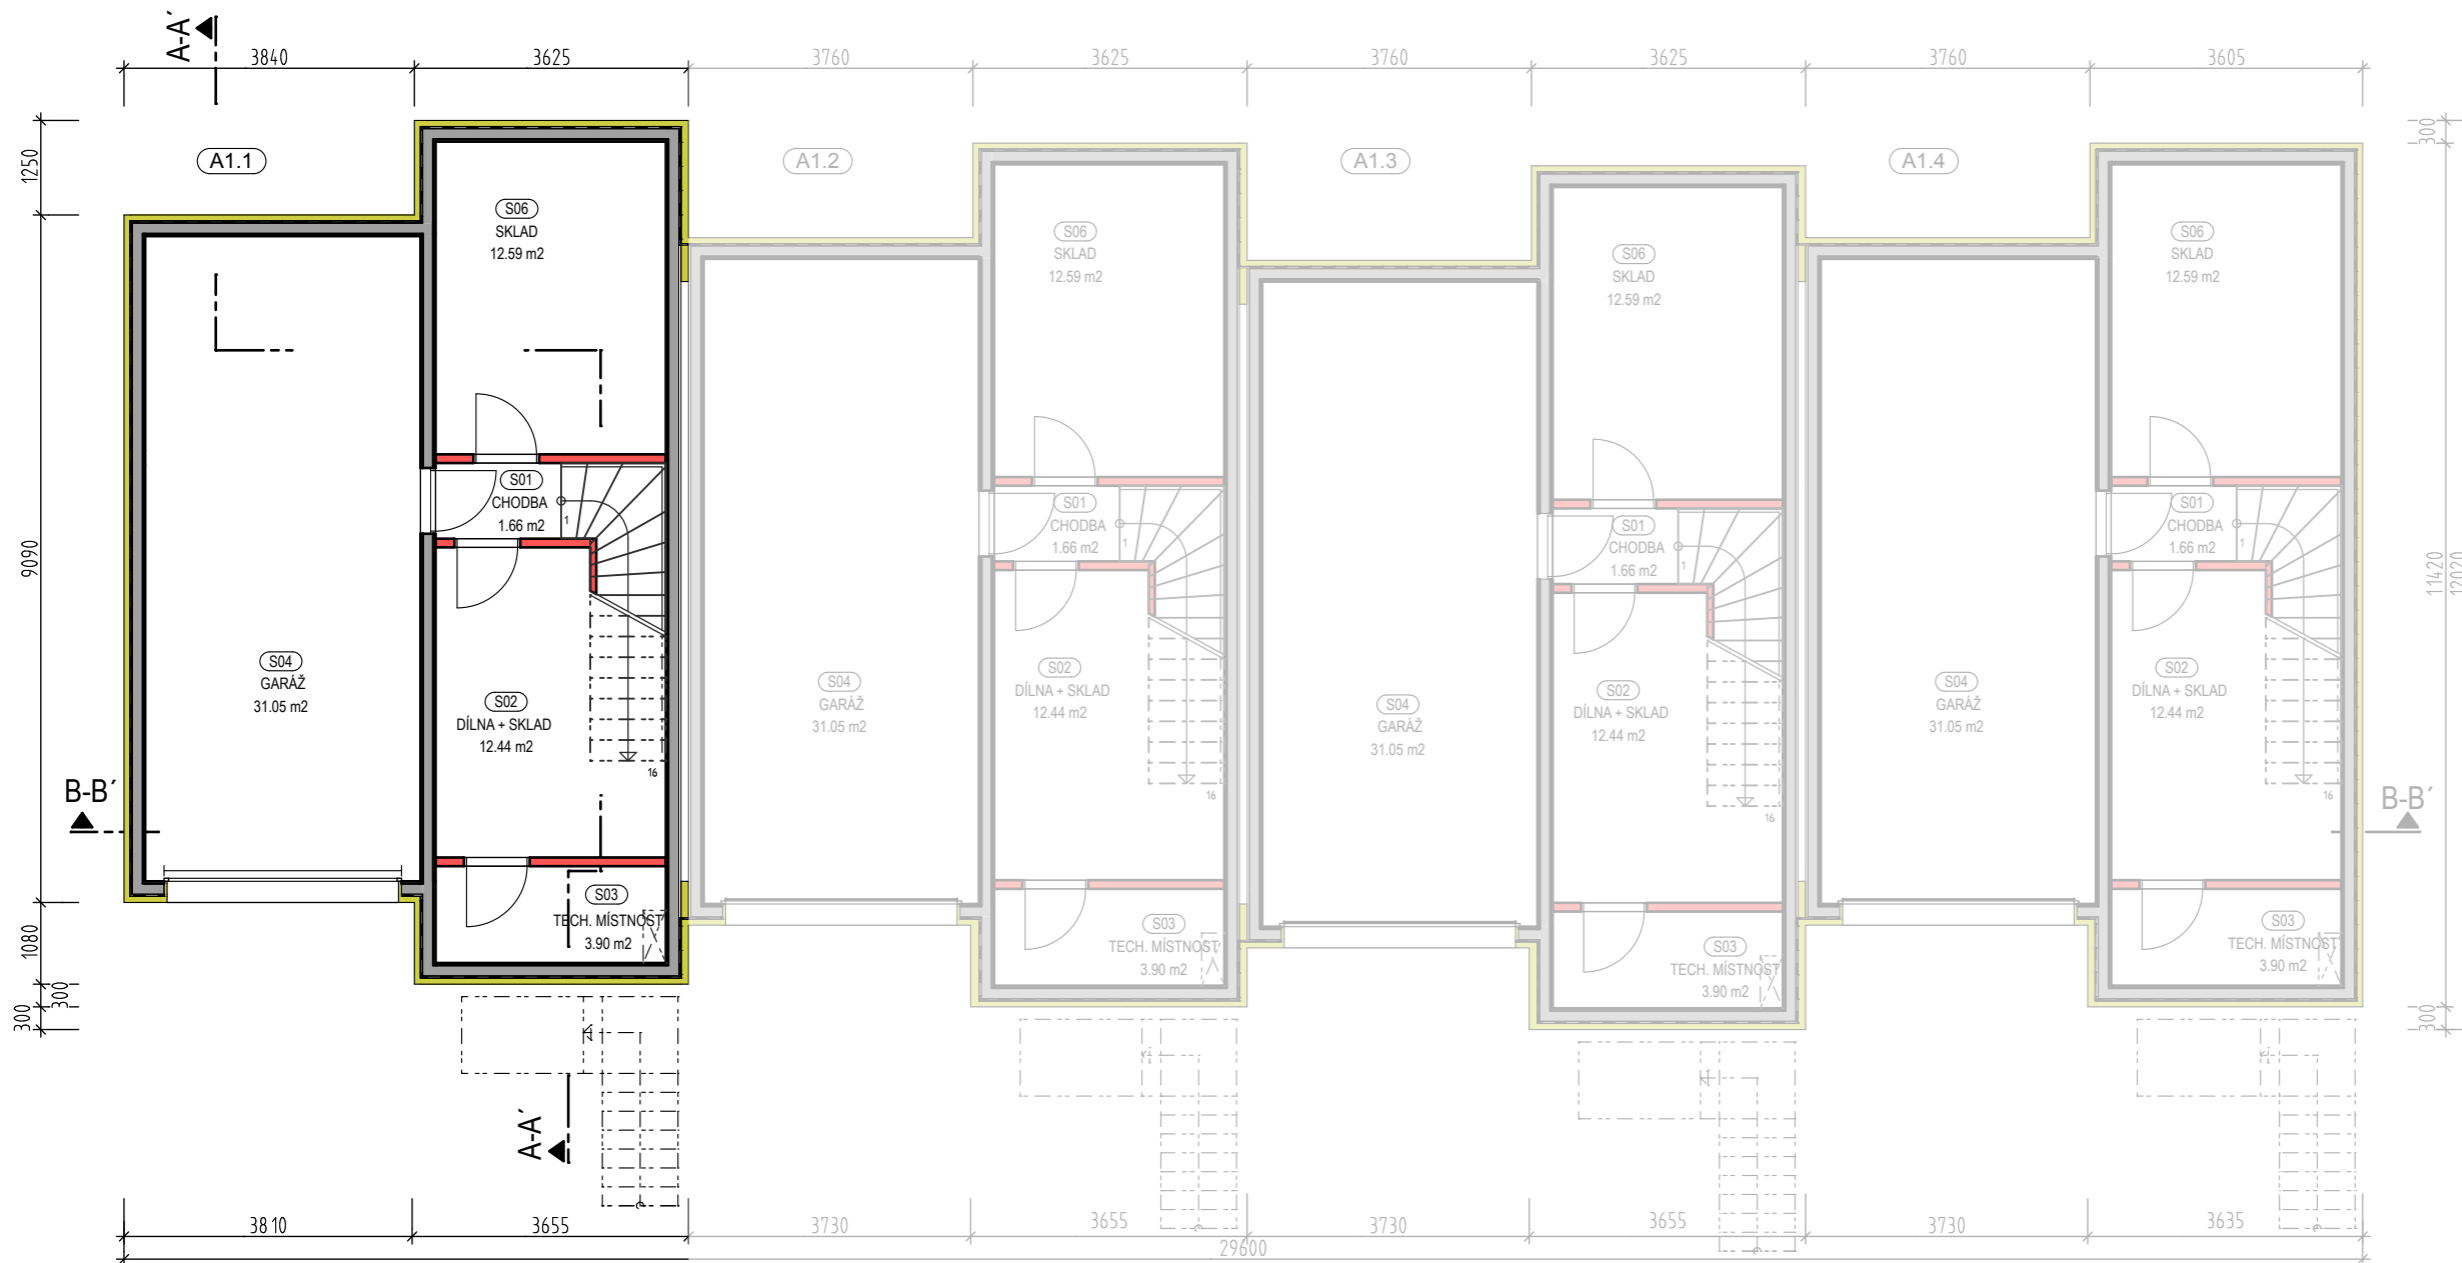 A-A´
3840
3625
3760
3625
3760
3625
3760
3605
1250
300
A1.1
A1.2
A1.3
A1.4
S06
SKLAD
12.59 m2
S06
SKLAD
12.59 m2
S06
SKLAD
12.59 m2
S06
SKLAD
12.59 m2
S01
CHODBA
1.66 m2
1
S01
CHODBA
1.66 m2
1
S01
CHODBA
1.66 m2
1
S01
CHODBA
1.66 m2
1
9090
11420
12020
S04
GARÁŽ
31.05 m2
S02
DÍLNA + SKLAD
12.44 m2
16
S04
GARÁŽ
31.05 m2
S02
DÍLNA + SKLAD
12.44 m2
16
S04
GARÁŽ
31.05 m2
S02
DÍLNA + SKLAD
12.44 m2
16
S04
GARÁŽ
31.05 m2
S02
DÍLNA + SKLAD
12.44 m2
16
B-B´
B-B´
S03
TECH. MÍSTNOST
3.90 m2
S03
TECH. MÍSTNOST
3.90 m2
S03
TECH. MÍSTNOST
3.90 m2
S03
TECH. MÍSTNOST
3.90 m2
1080
300
300
300
A-A´
3810
3655
3730
3655
3730
3655
3730
3635
29600